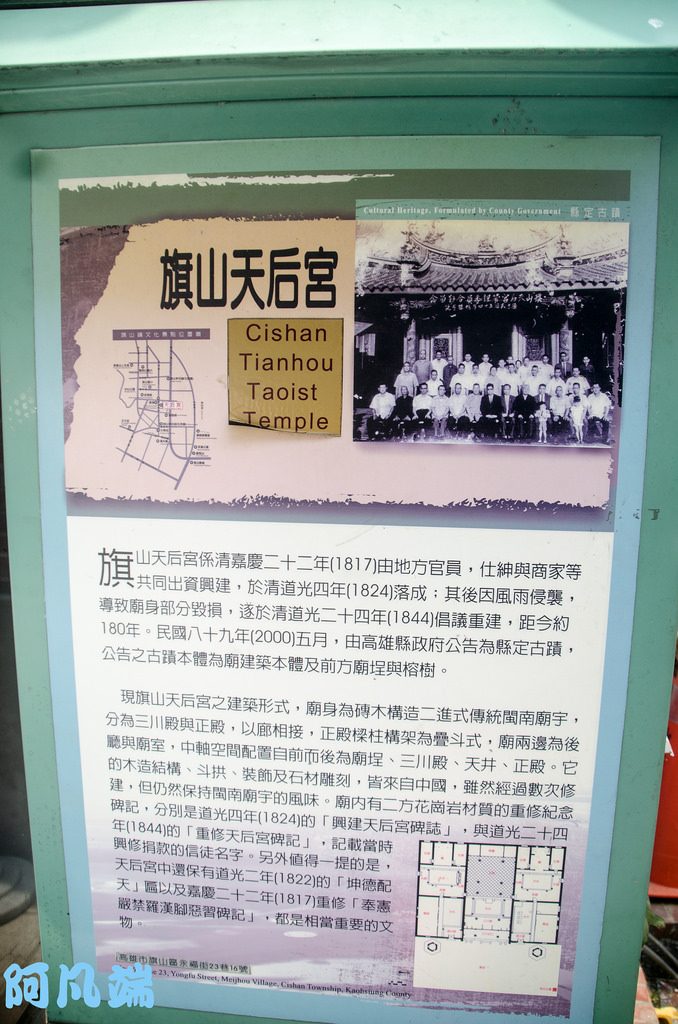 Cultural Heritage, Formulated by County Government 縣定古蹟
旗山天后宮
Cishan
Tianhou
Taoist
Temple
旗山天后宮係清嘉慶二十二年(1817)由地方官員，仕紳與商家等
共同出資興建，於清道光四年(1824)落成；其後因風雨侵襲，
導致廟身部分毀損，遂於清道光二十四年(1844)倡議重建，距今約
180年。民國八十九年(2000)五月，由高雄縣政府公告為縣定古蹟，
公告之古蹟本體為廟建築本體及前方廟埕與榕樹。
現旗山天后宮之建築形式，廟身為磚木構造二進式傳統閩南廟宇，
分為三川殿與正殿，以廊相接，正殿樑柱構架為疊斗式，廟兩邊為後
廳與廟室，中軸空間配置自前而後為廟埕、三川殿、天井、正殿。它
的木造結構、斗拱、裝飾及石材雕刻，皆來自中國，雖然經過數次修
建，但仍然保持閩南廟宇的風味。廟內有二方花崗岩材質的重修紀念
碑記，分別是道光四年(1824)的「興建天后宮碑誌」，與道光二十四
年(1844)的「重修天后宮碑記」，記載當時
興修捐款的信徒名字。另外值得一提的是，
天后宮中還保有道光二年(1822)的「坤德配
天」匾以及嘉慶二十二年(1817)重修「奉憲
嚴禁羅漢腳惡習碑記」，都是相當重要的文
物。
高雄市旗山區永福街23巷16號
e 23, Yongfu Street, Meijhou Village, Cishan Township, Kaohsiung County
阿凡端